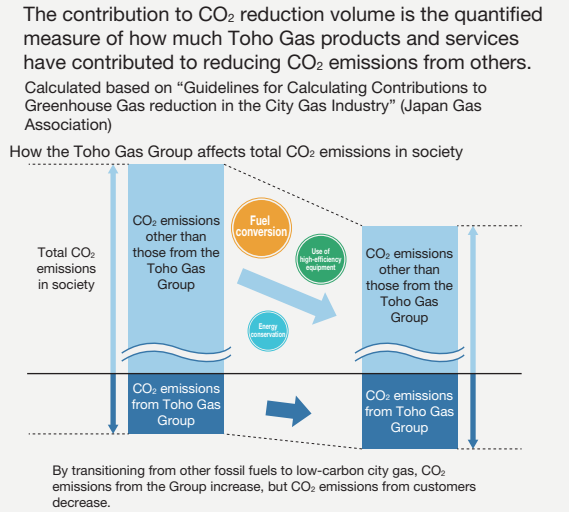 The contribution to CO₂ reduction volume is the quantified
measure of how much Toho Gas products and services
have contributed to reducing CO₂ emissions from others.
Calculated based on “Guidelines for Calculating Contributions to
Greenhouse Gas reduction in the City Gas Industry” (Japan Gas
Association)
How the Toho Gas Group affects total CO₂ emissions in society
Total CO₂
emissions
in society
CO₂ emissions
other than
those from the
Toho Gas
Group
Fuel
conversion
Use of
high-efficiency
equipment
Energy
conservation
CO₂ emissions
other than
those from the
Toho Gas
Group
CO₂ emissions
from Toho Gas
Group
CO₂ emissions
from Toho Gas
Group
By transitioning from other fossil fuels to low-carbon city gas, CO₂
emissions from the Group increase, but CO₂ emissions from customers
decrease.